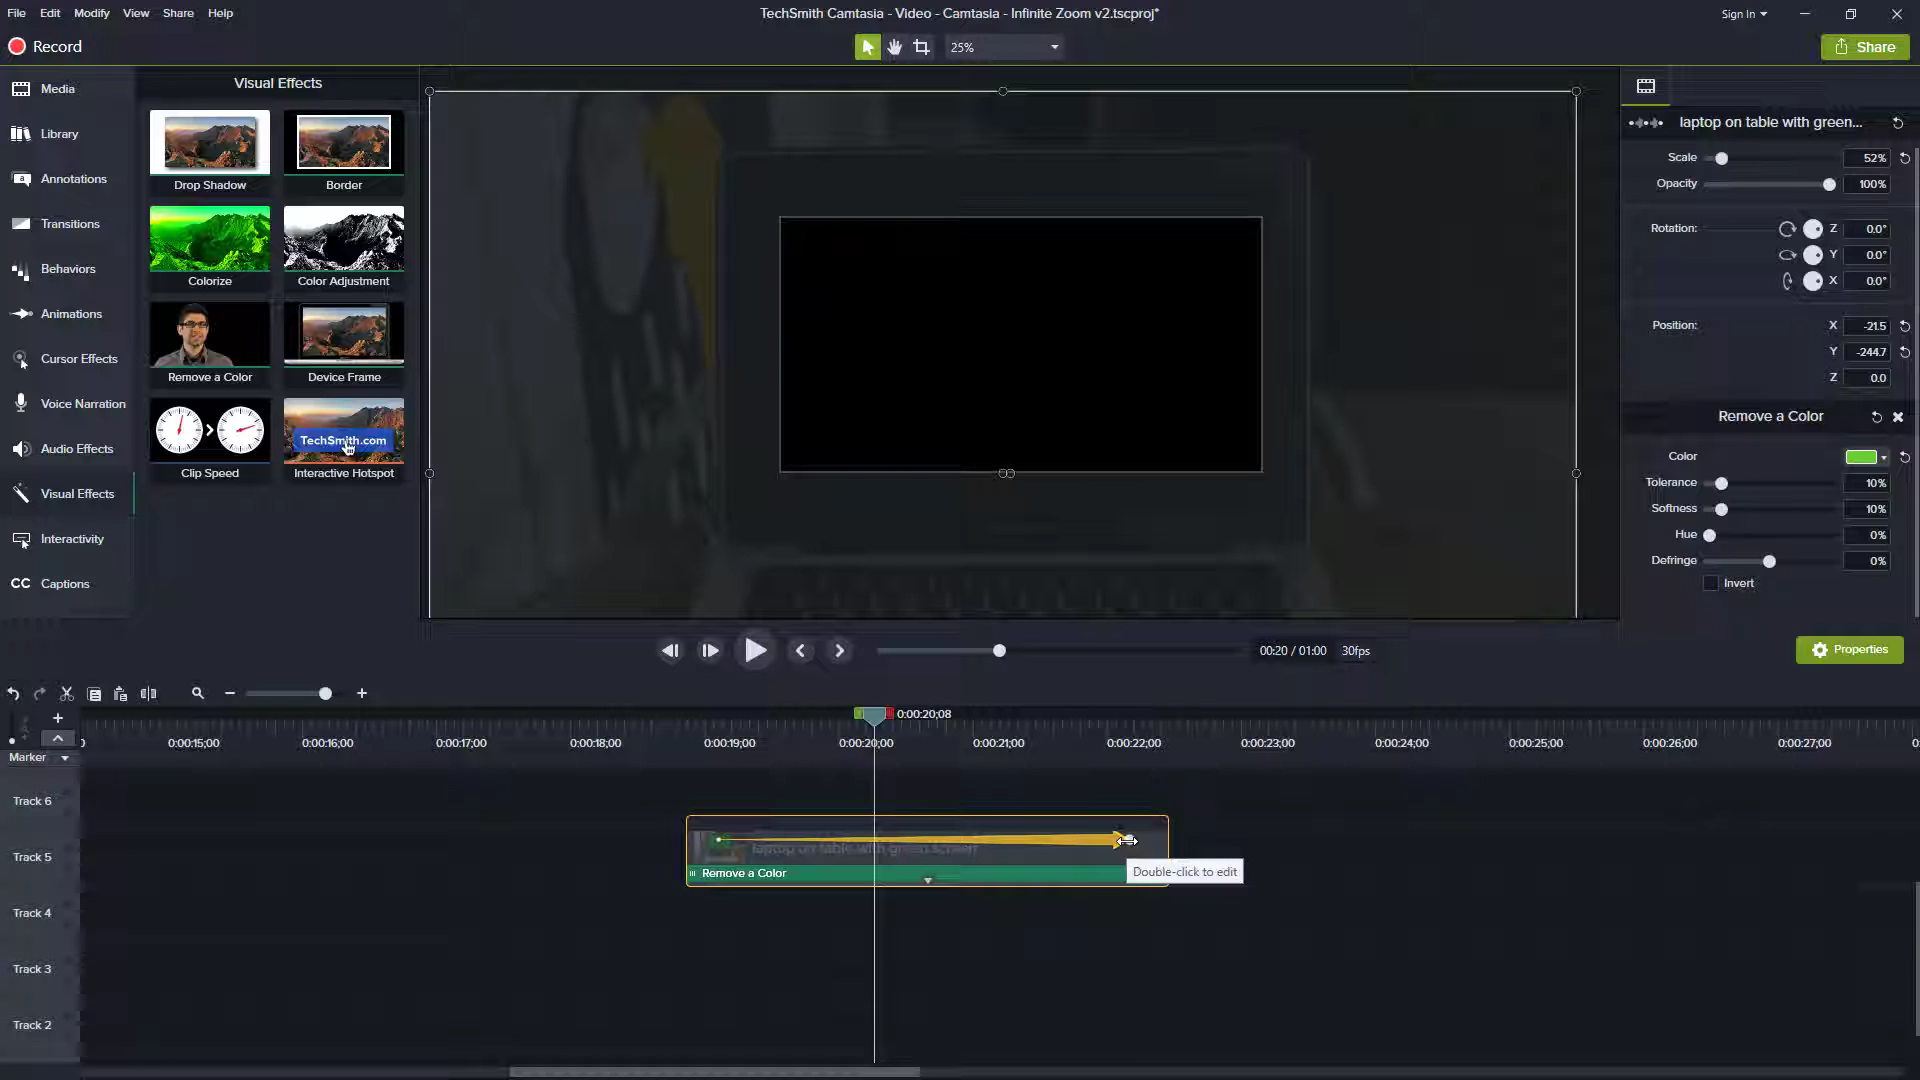 File Edit Modify View Share Help
TechSmith Camtasia - Video - Camtasia - Infinite Zoom v2.tscproj*
Sign In
Record
25%
Share
Media
Library
Annotations
Transitions
Behaviors
Animations
Cursor Effects
Voice Narration
Audio Effects
Visual Effects
Interactivity
CC Captions
Visual Effects
Drop Shadow Border
Colorize Color Adjustment
Remove a Color Device Frame
TechSmith.com
Clip Speed Interactive Hotspot
laptop on table with green...
Scale 52%
Opacity 100%
Rotation: Z 0.0°
Y 0.0°
X 0.0°
Position: X -21.5
Y -244.7
Z 0.0
Remove a Color
Color
Tolerance 10%
Softness 10%
Hue 0%
Defringe 0%
Invert
00:20 / 01:00 30fps
Properties
0:00:20;08
0:00:15;00 0:00:16;00 0:00:17;00 0:00:18;00 0:00:19;00 0:00:20;00 0:00:21;00 0:00:22;00 0:00:23;00 0:00:24;00 0:00:25;00 0:00:26;00 0:00:27;00
Marker
Track 6
Track 5
laptop on table with green screen
Remove a Color
Double-click to edit
Track 4
Track 3
Track 2